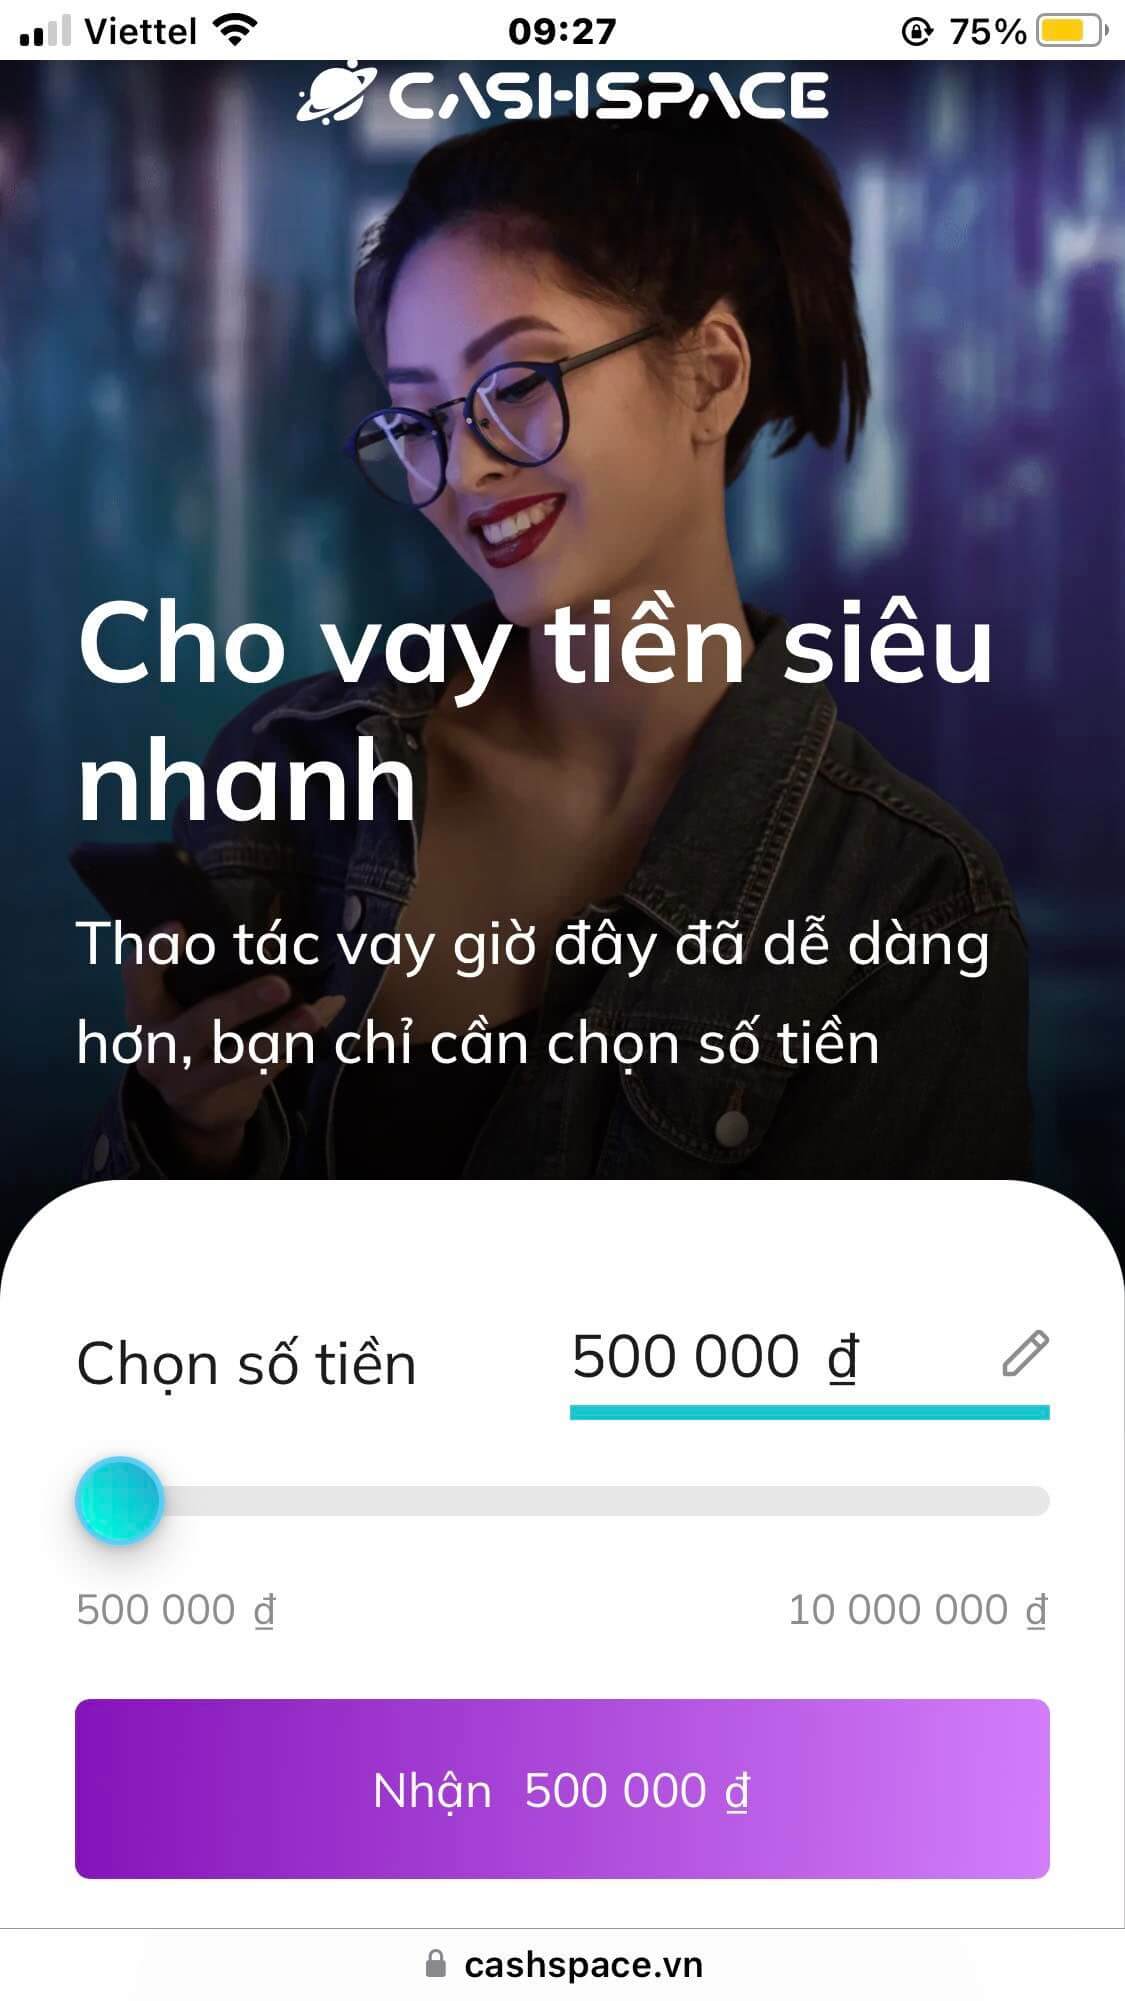 Viettel 09:27 75%
CASHSPACE
Cho vay tiền siêu
nhanh
Thao tác vay giờ đây đã dễ dàng
hơn, bạn chỉ cần chọn số tiền
Chọn số tiền 500 000 ₫
500 000 ₫ 10 000 000 ₫
Nhận 500 000 ₫
cashspace.vn